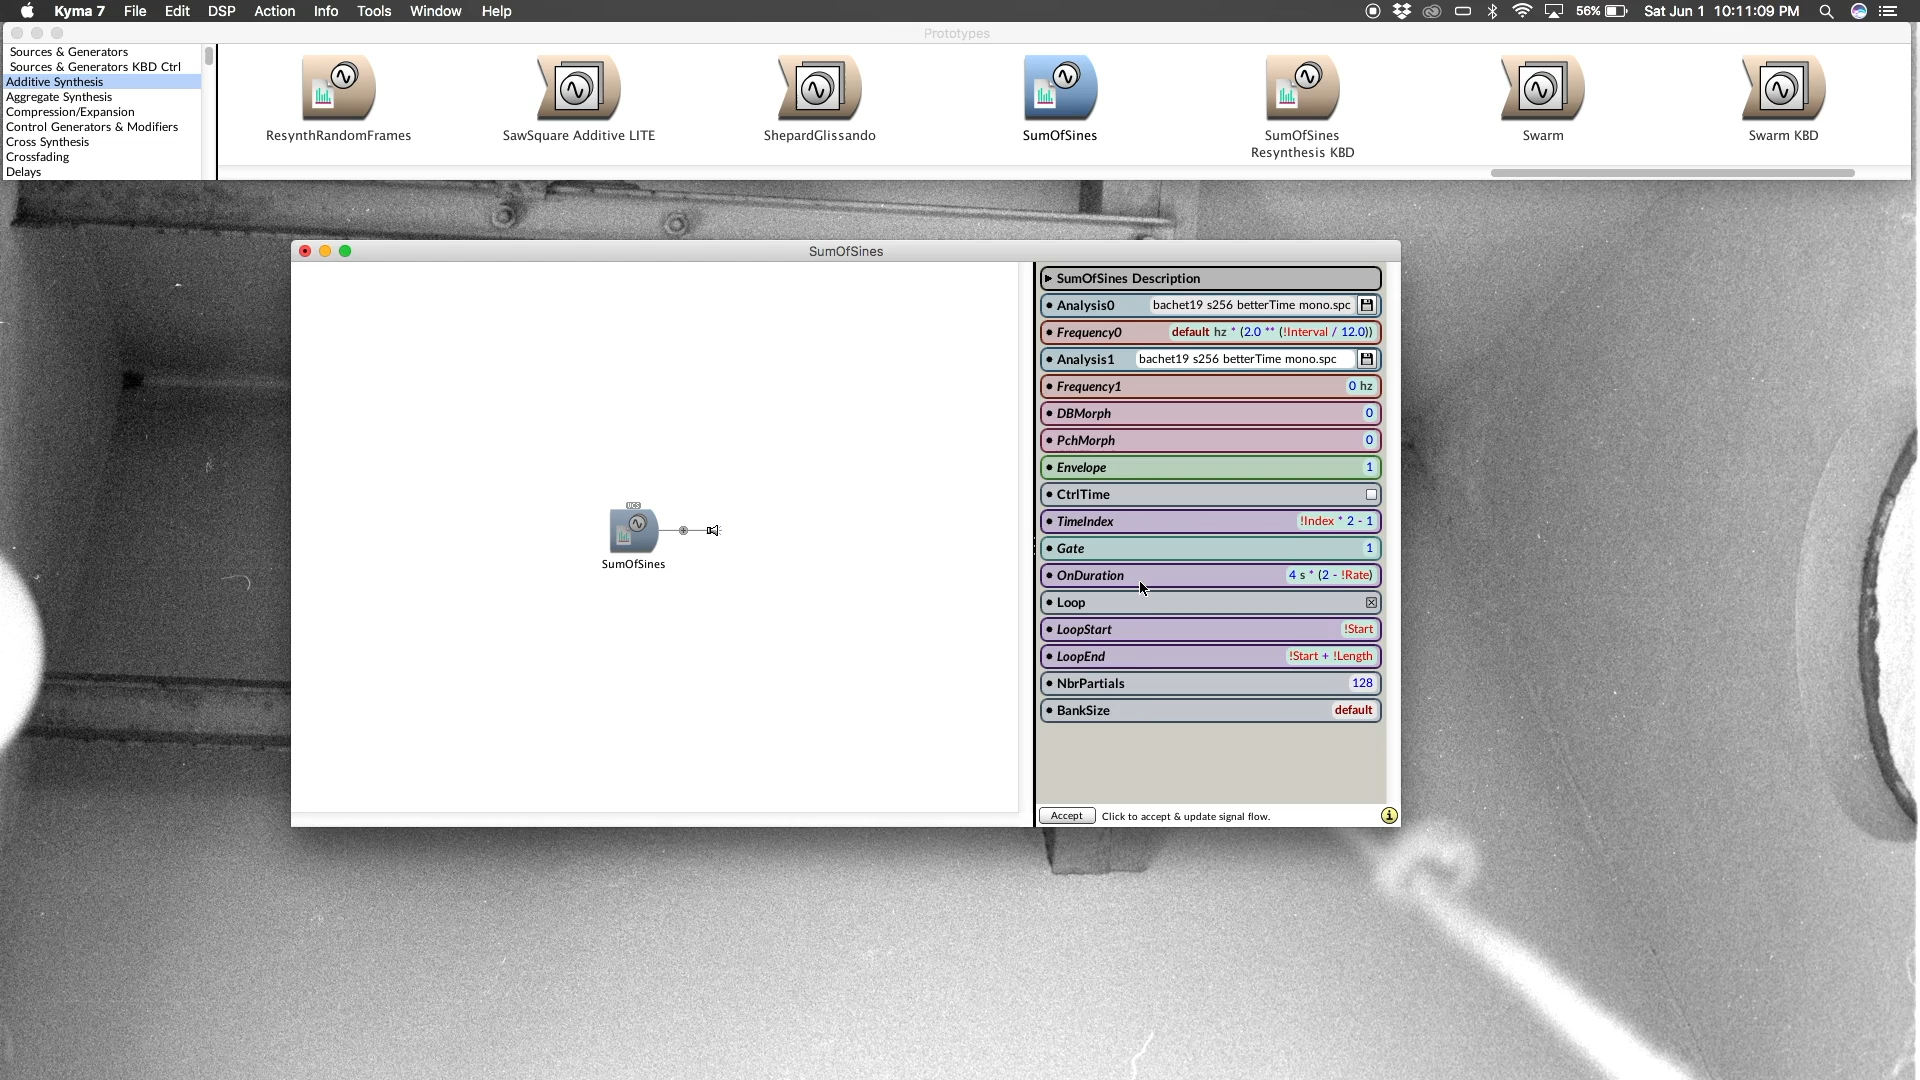 Kyma 7 File Edit DSP Action Info Tools Window Help 56% Sat Jun 1 10:11:09 PM
Prototypes
Sources & Generators
Sources & Generators KBD Ctrl
Additive Synthesis
Aggregate Synthesis
Compression/Expansion
Control Generators & Modifiers
Cross Synthesis
Crossfading
Delays
ResynthRandomFrames
SawSquare Additive LITE
ShepardGlissando
SumOfSines
SumOfSines
Resynthesis KBD
Swarm
Swarm KBD
SumOfSines
SumOfSines
SumOfSines Description
Analysis0 bachet19 s256 betterTime mono.spc
Frequency0 default hz * (2.0 ** (!Interval / 12.0))
Analysis1 bachet19 s256 betterTime mono.spc
Frequency1 0 hz
DBMorph 0
PchMorph 0
Envelope 1
CtrlTime
TimeIndex !Index * 2 - 1
Gate 1
OnDuration 4 s * (2 - !Rate)
Loop
LoopStart !Start
LoopEnd !Start + !Length
NbrPartials 128
BankSize default
Accept Click to accept & update signal flow.